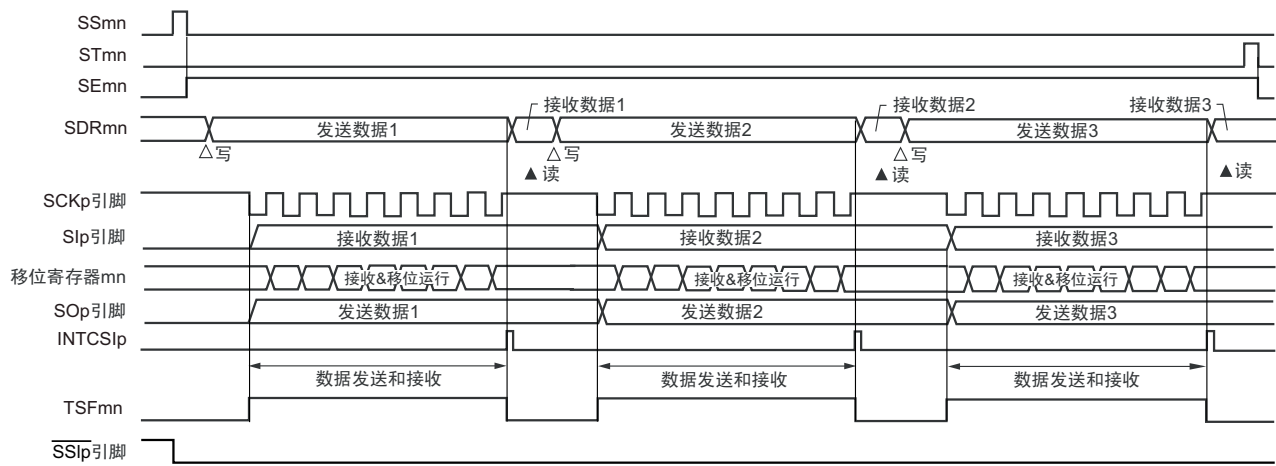 SSmn
STmn
SEmn
接收数据1 接收数据2 接收数据3
SDRmn 发送数据1 发送数据2 发送数据3
△写 △写 △写
▲读 ▲读 ▲读
SCKp引脚
SIp引脚 接收数据1 接收数据2 接收数据3
移位寄存器mn 接收&移位运行 接收&移位运行 接收&移位运行
SOp引脚 发送数据1 发送数据2 发送数据3
INTCSIp
数据发送和接收 数据发送和接收 数据发送和接收
TSFmn
SSIp引脚